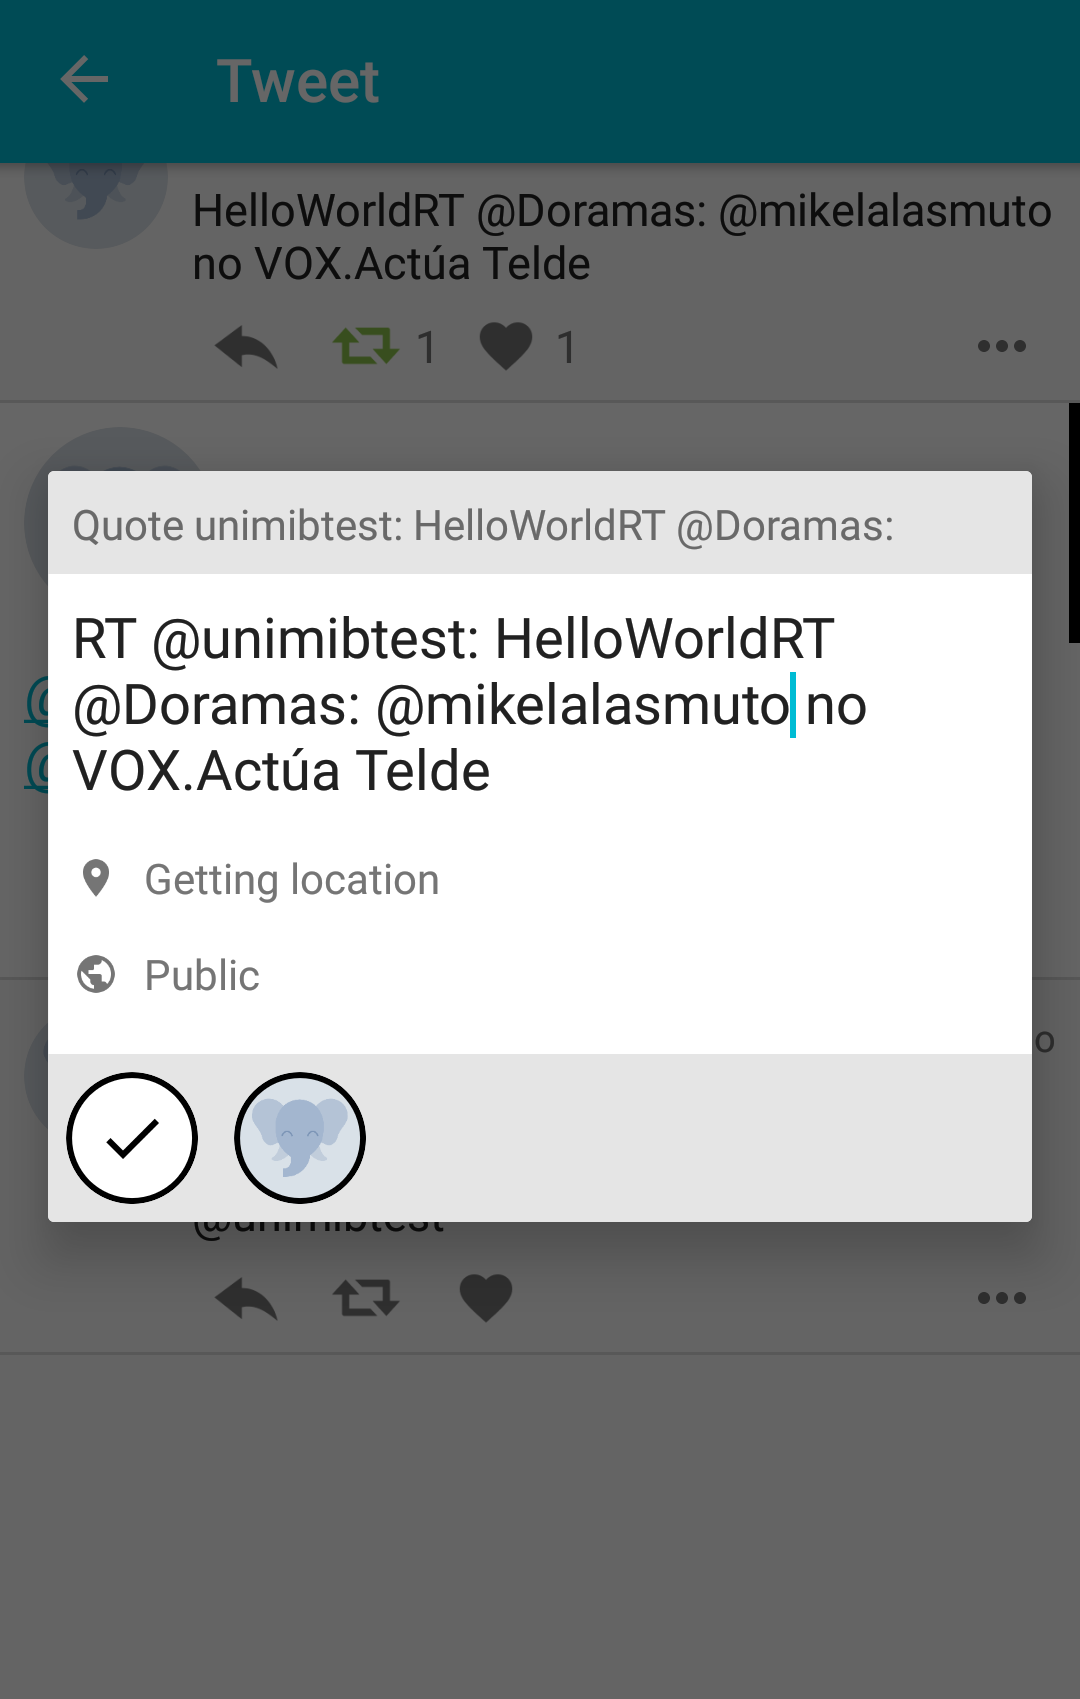 Tweet
HelloWorldRT @Doramas: @mikelalasmuto
no VOX.Actúa Telde
1
1
Quote unimibtest: HelloWorldRT @Doramas:
RT @unimibtest: HelloWorldRT
@Doramas: @mikelalasmuto no
VOX.Actúa Telde
@
@
Getting location
Public
o
@unimibtest